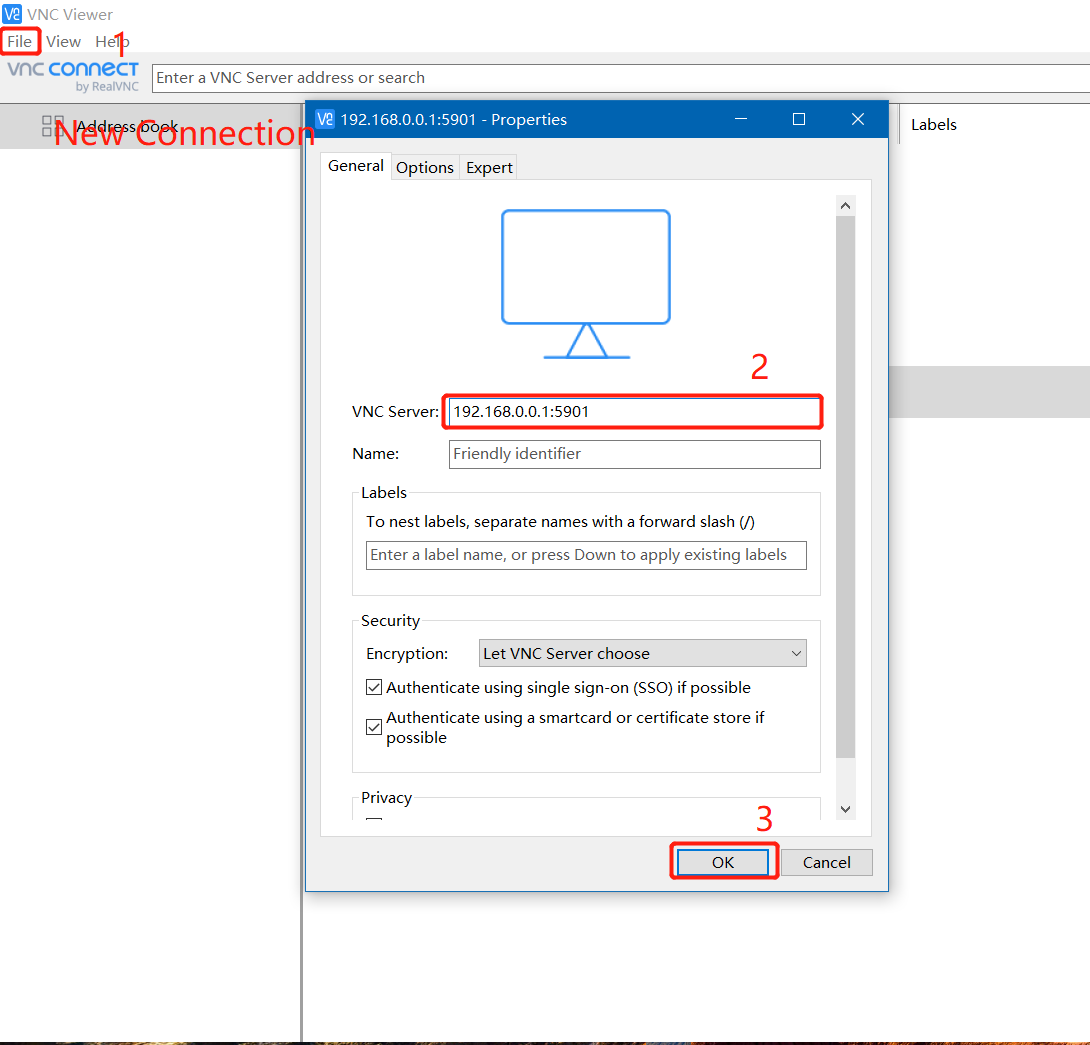 VNC Viewer
File View Help
1
vnc connect
by RealVNC
Enter a VNC Server address or search
Address book
New Connection
192.168.0.0.1:5901 - Properties
Labels
General Options Expert
2
VNC Server: 192.168.0.0.1:5901
Name: Friendly identifier
Labels
To nest labels, separate names with a forward slash (/)
Enter a label name, or press Down to apply existing labels
Security
Encryption: Let VNC Server choose
Authenticate using single sign-on (SSO) if possible
Authenticate using a smartcard or certificate store if
possible
Privacy
3
OK Cancel